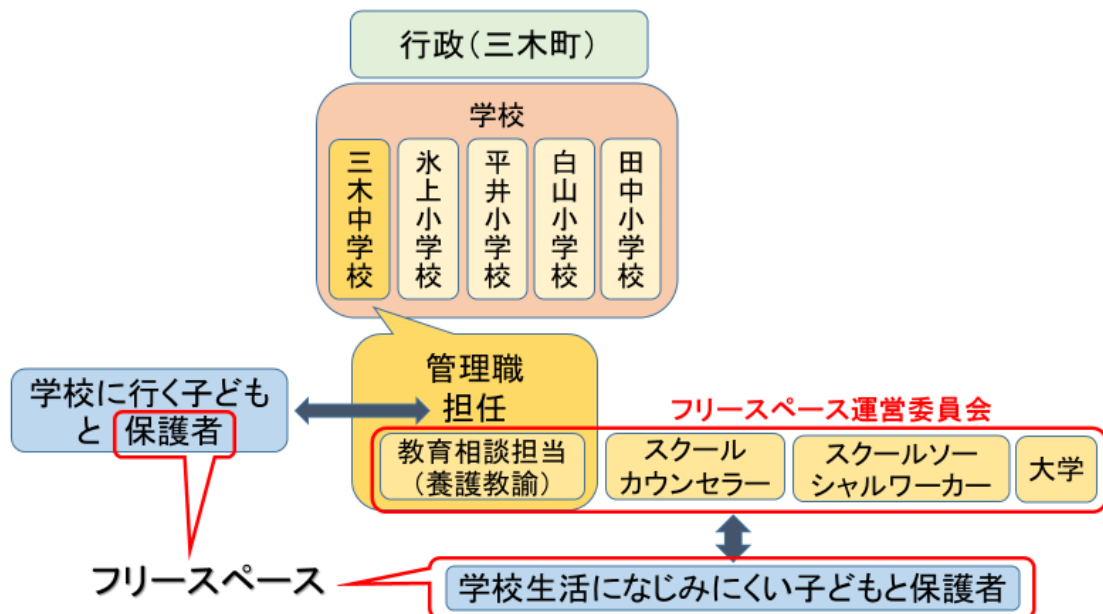 行政(三木町)
学校
三木中学校
氷上小学校
平井小学校
白山小学校
田中小学校
管理職
担任
学校に行く子ども
と 保護者
フリースペース運営委員会
教育相談担当
(養護教諭)
スクール
カウンセラー
スクールソー
シャルワーカー
大学
フリースペース
学校生活になじみにくい子どもと保護者